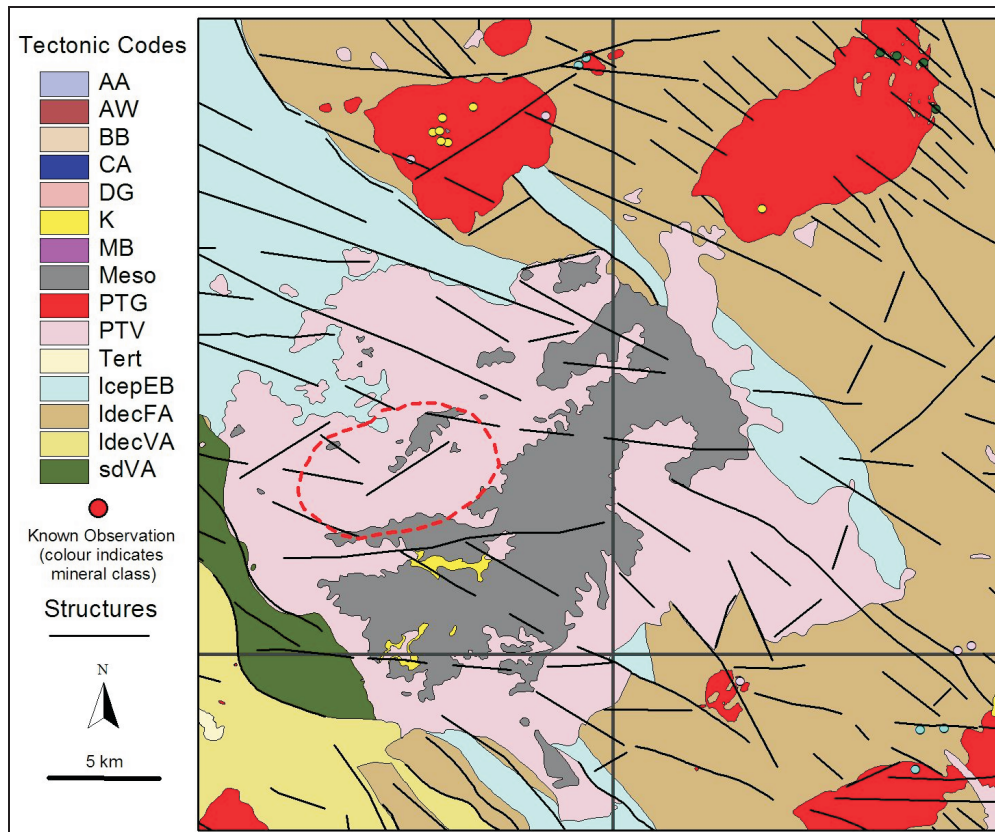 Tectonic Codes
AA
AW
BB
CA
DG
K
MB
Meso
PTG
PTV
Tert
IcepEB
IdecFA
IdecVA
sdVA
Known Observation
(colour indicates
mineral class)
Structures
N
5 km